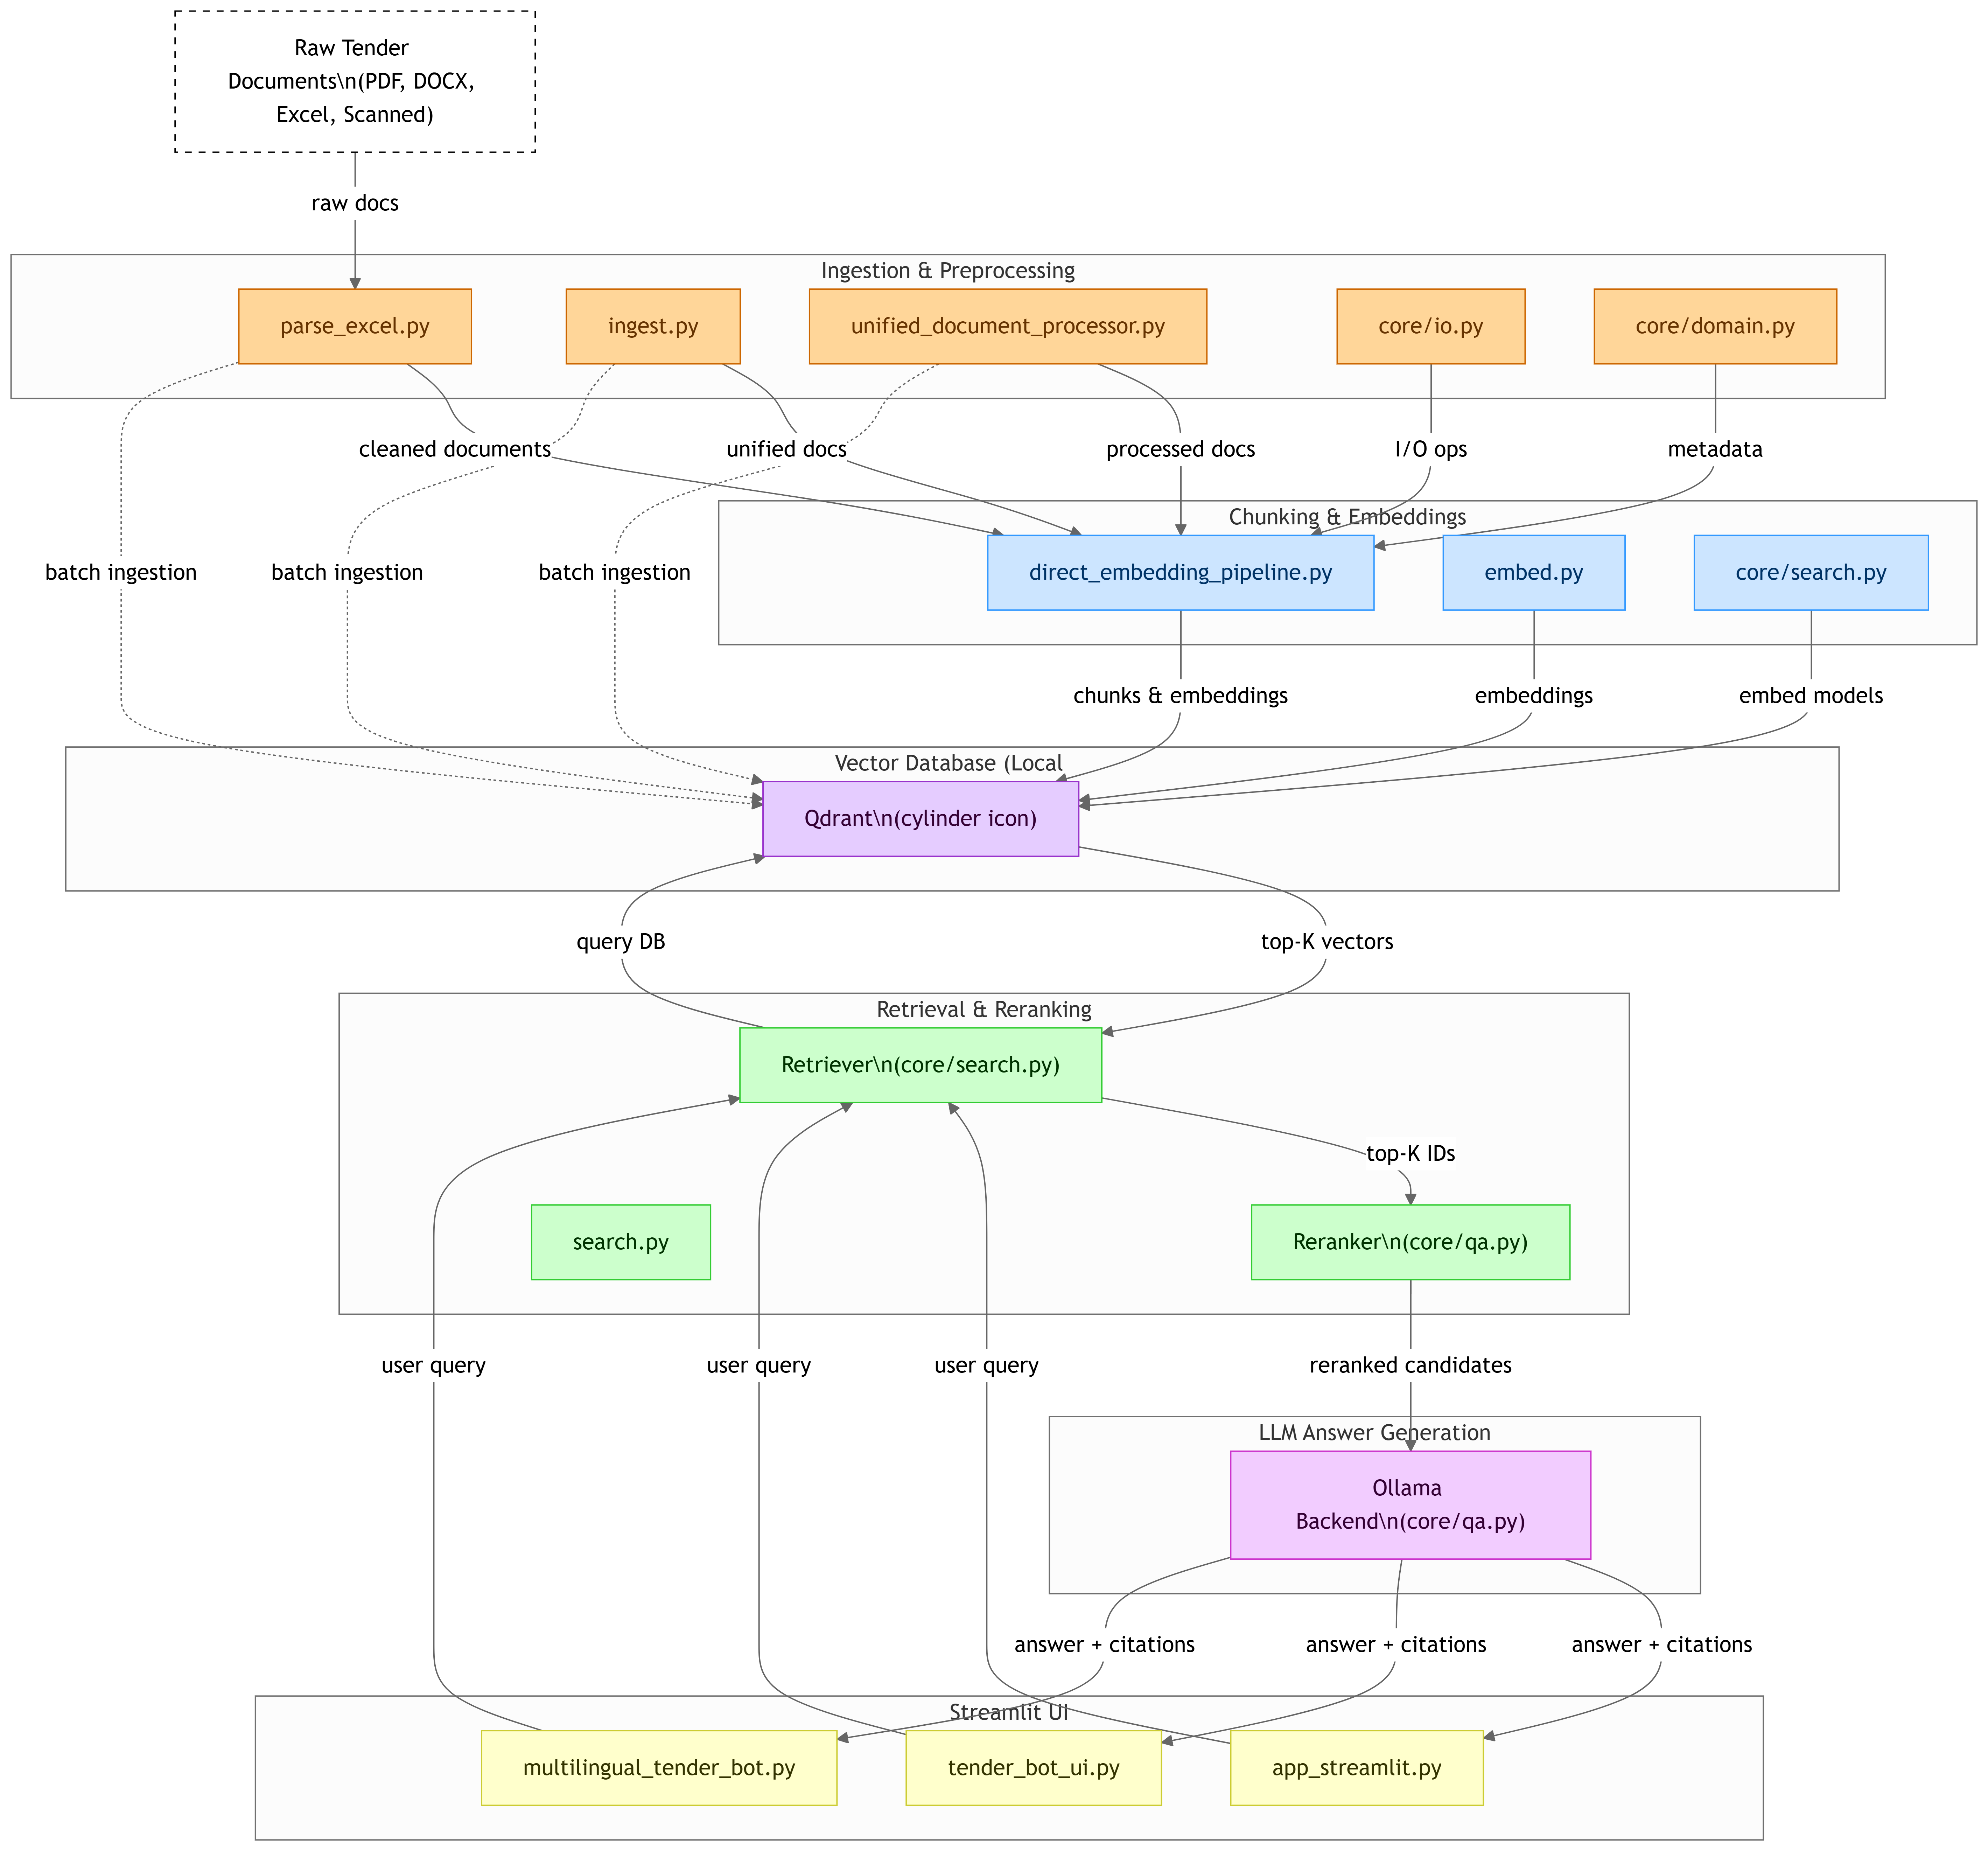 Raw Tender
Documents\n(PDF, DOCX,
Excel, Scanned)
raw docs
Ingestion & Preprocessing
parse_excel.py
ingest.py
unified_document_processor.py
core/io.py
core/domain.py
cleaned documents
unified docs
processed docs
I/O ops
metadata
Chunking & Embeddings
batch ingestion
batch ingestion
batch ingestion
direct_embedding_pipeline.py
embed.py
core/search.py
chunks & embeddings
embeddings
embed models
Vector Database (Local
Qdrant\n(cylinder icon)
query DB
top-K vectors
Retrieval & Reranking
Retriever\n(core/search.py)
top-K IDs
search.py
Reranker\n(core/qa.py)
user query
user query
user query
reranked candidates
LLM Answer Generation
Ollama
Backend\n(core/qa.py)
answer + citations
answer + citations
answer + citations
Streamlit UI
multilingual_tender_bot.py
tender_bot_ui.py
app_streamlit.py